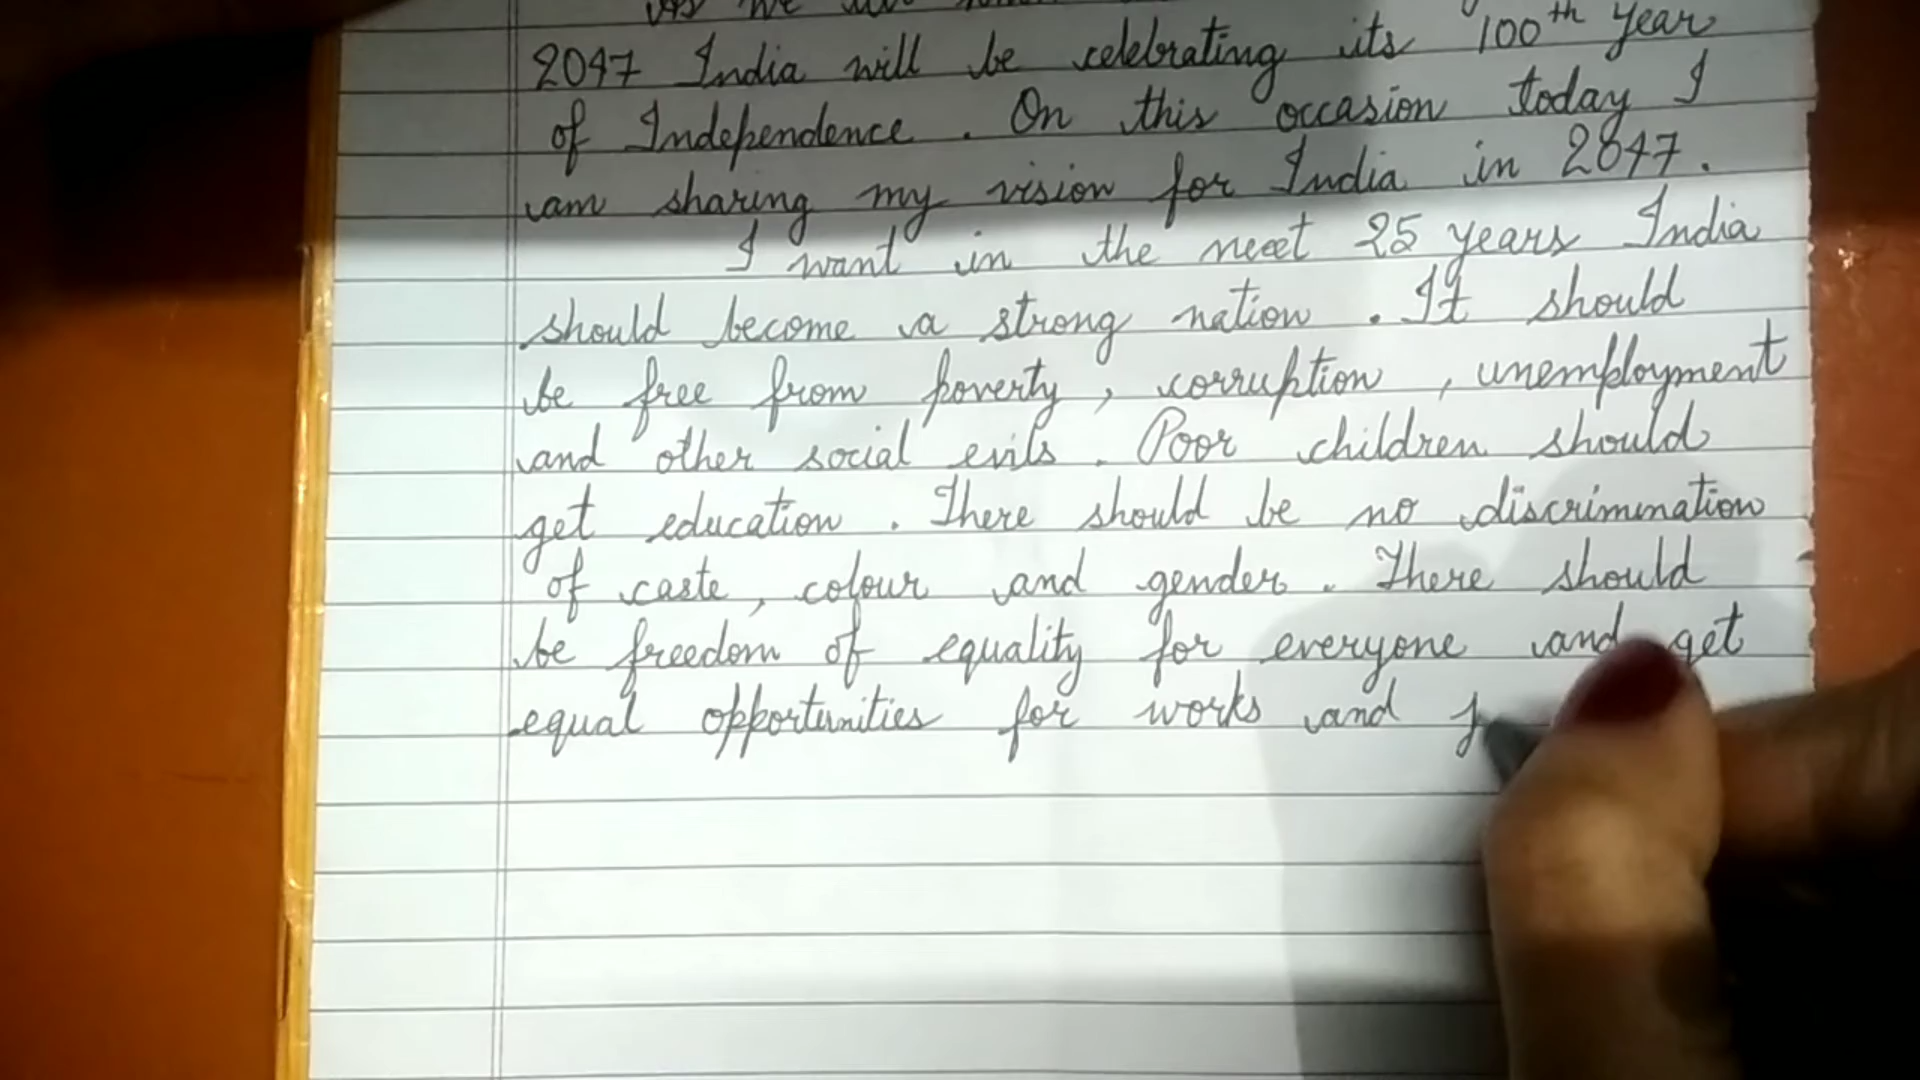 As we all
2047 India will be celebrating its 100th year
of Independence. On this occasion today I
am sharing my vision for India in 2047.
I want in the next 25 years India
should become a strong nation. It should
be free from poverty, corruption, unemployment
and other social evils. Poor children should
get education. There should be no discrimination
of caste, colour and gender. There should
be freedom of equality for everyone and get
equal opportunities for works and